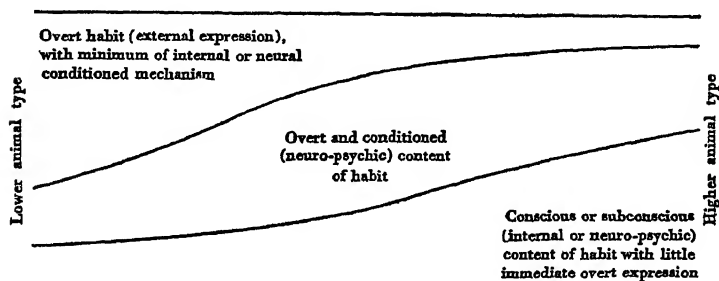 Overt habit (external expression),
with minimum of internal or neural
conditioned mechanism
Lower animal type
Overt and conditioned
(neuro-psychic) content
of habit
Higher animal type
Conscious or subconscious
(internal or neuro-psychic)
content of habit with little
immediate overt expression